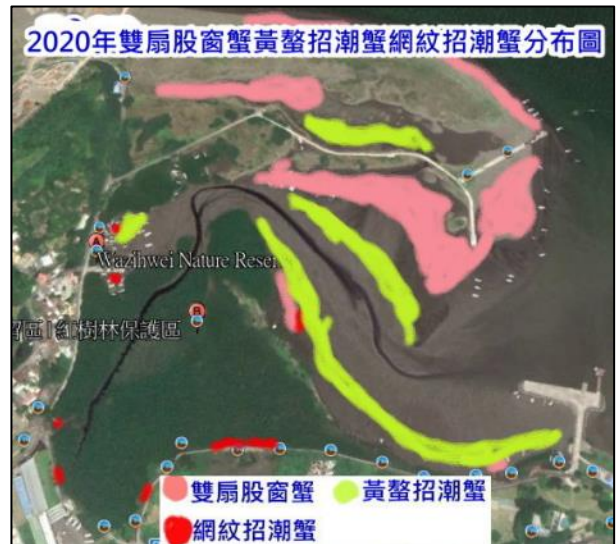 2020年雙扇股窗蟹黃螯招潮蟹網紋招潮蟹分布圖
A
Wazihwei Nature Reser
B
留區 | 紅樹林保護區
雙扇股窗蟹
黃螯招潮蟹
網紋招潮蟹